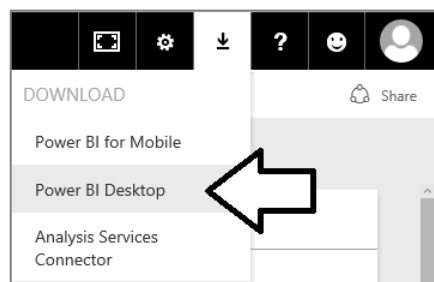 ?
DOWNLOAD
Share
Power BI for Mobile
Power BI Desktop
Analysis Services
Connector